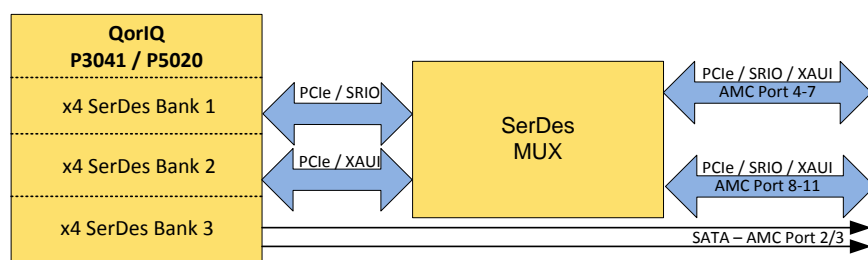 QorIQ
P3041 / P5020
x4 SerDes Bank 1
x4 SerDes Bank 2
x4 SerDes Bank 3
PCIe / SRIO
PCIe / XAUI
SerDes
MUX
PCIe / SRIO / XAUI
AMC Port 4-7
PCIe / SRIO / XAUI
AMC Port 8-11
SATA – AMC Port 2/3